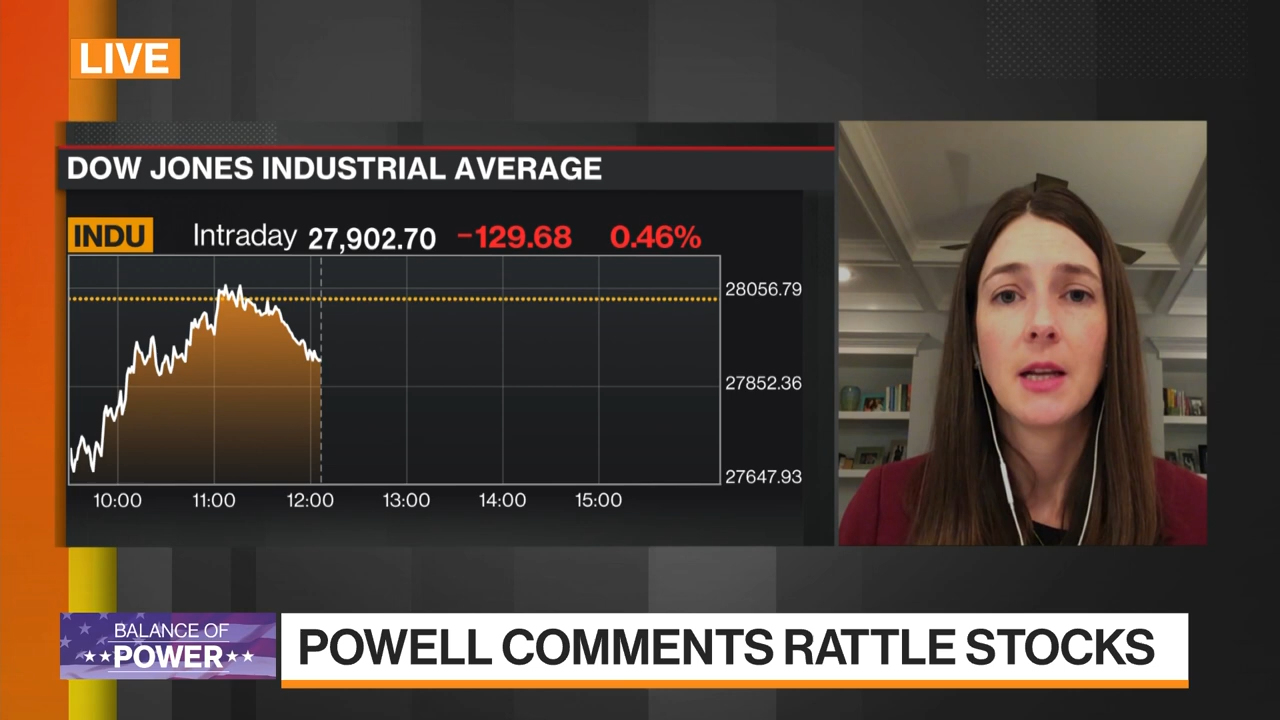 LIVE
DOW JONES INDUSTRIAL AVERAGE
INDU Intraday 27,902.70 -129.68 0.46%
28056.79
27852.36
27647.93
10:00 11:00 12:00 13:00 14:00 15:00
BALANCE OF
★★POWER★★
POWELL COMMENTS RATTLE STOCKS